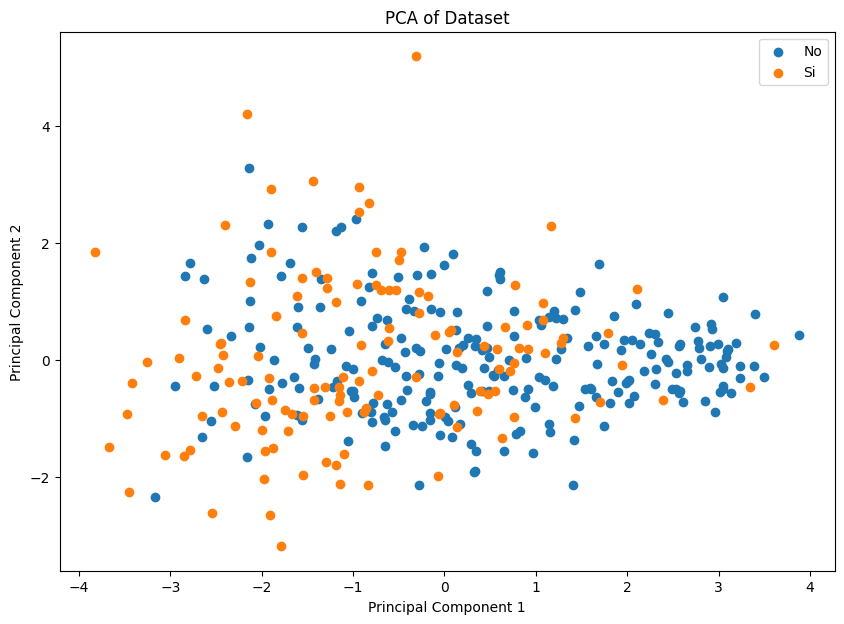 PCA of Dataset
No
Si
4
2
0
−2
−4 −3 −2 −1 0 1 2 3 4
Principal Component 2
Principal Component 1